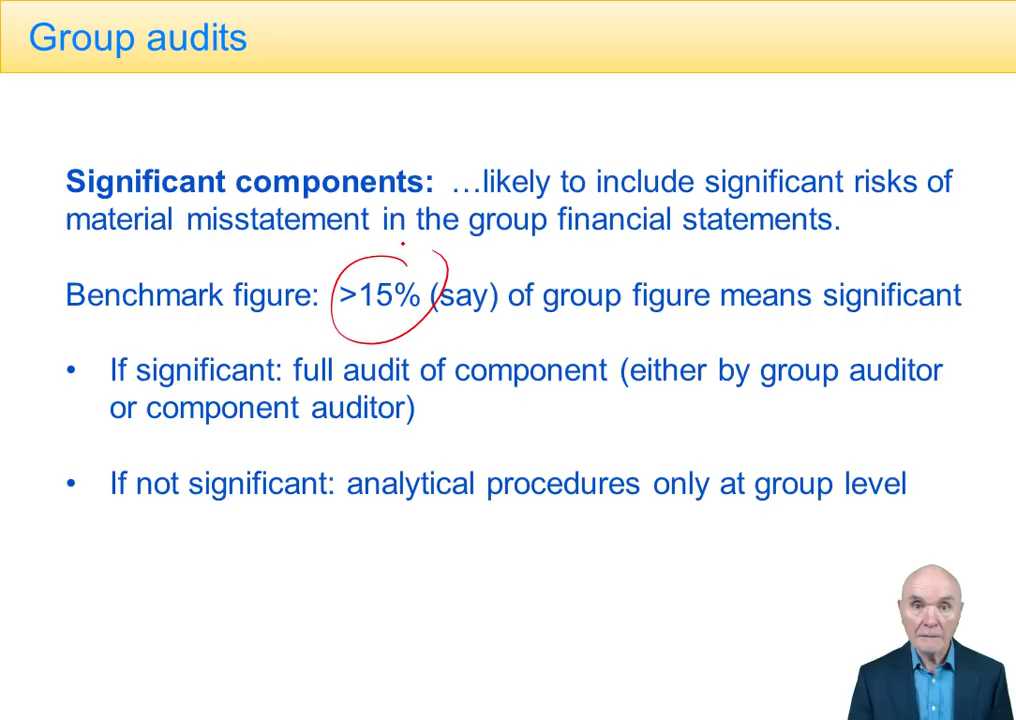 Group audits
Significant components: …likely to include significant risks of
material misstatement in the group financial statements.
Benchmark figure: >15% (say) of group figure means significant
• If significant: full audit of component (either by group auditor
or component auditor)
• If not significant: analytical procedures only at group level